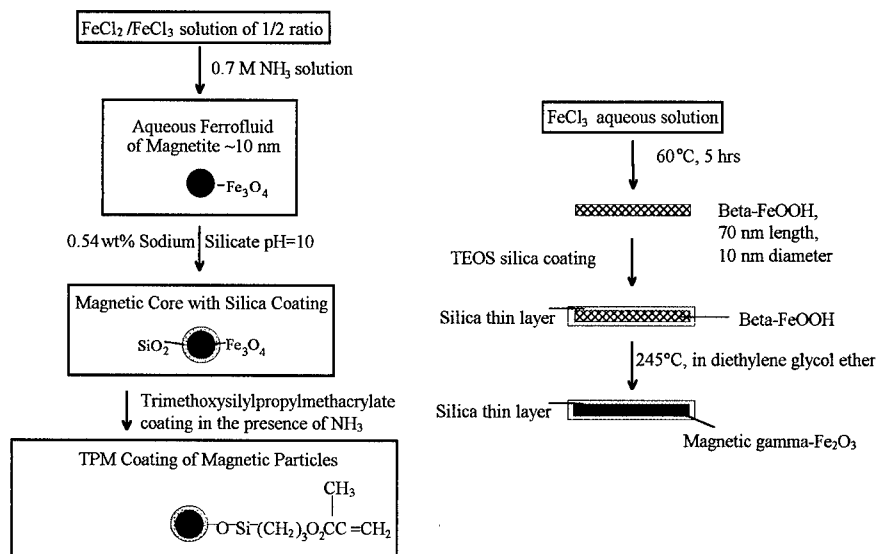 FeCl₂ /FeCl₃ solution of 1/2 ratio
0.7 M NH₃ solution
Aqueous Ferrofluid
of Magnetite ~10 nm
Fe₃O₄
0.54 wt% Sodium Silicate pH=10
Magnetic Core with Silica Coating
SiO₂ Fe₃O₄
Trimethoxysilylpropylmethacrylate
coating in the presence of NH₃
TPM Coating of Magnetic Particles
CH₃
O-Si-(CH₂)₃O₂CC=CH₂
FeCl₃ aqueous solution
60°C, 5 hrs
Beta-FeOOH,
70 nm length,
10 nm diameter
TEOS silica coating
Silica thin layer
Beta-FeOOH
245°C, in diethylene glycol ether
Silica thin layer
Magnetic gamma-Fe₂O₃